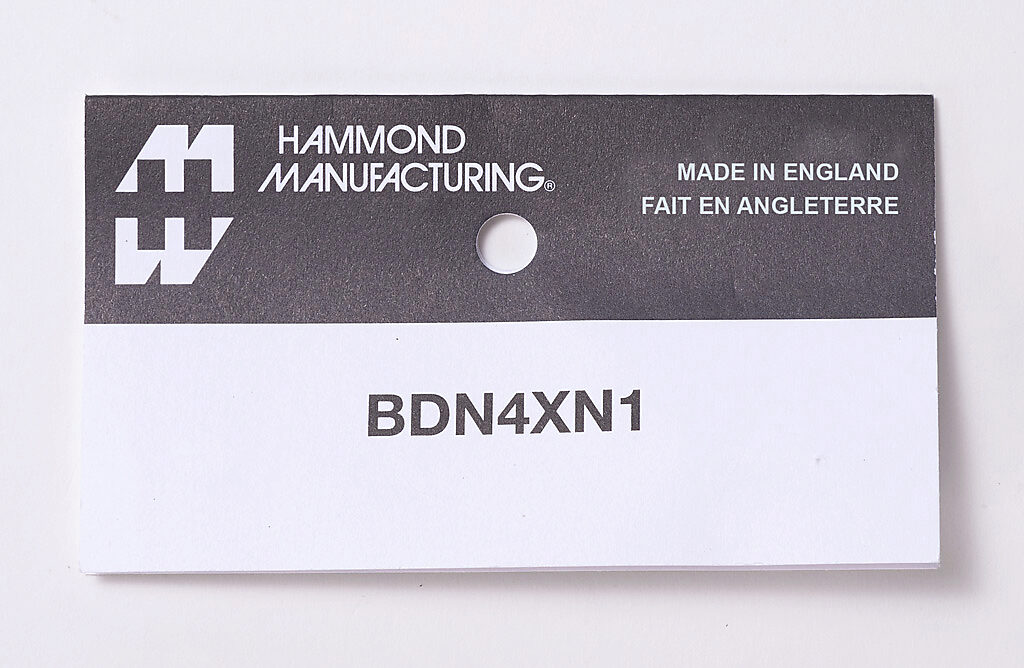 HAMMOND
MANUFACTURING®
MADE IN ENGLAND
FAIT EN ANGLETERRE
BDN4XN1